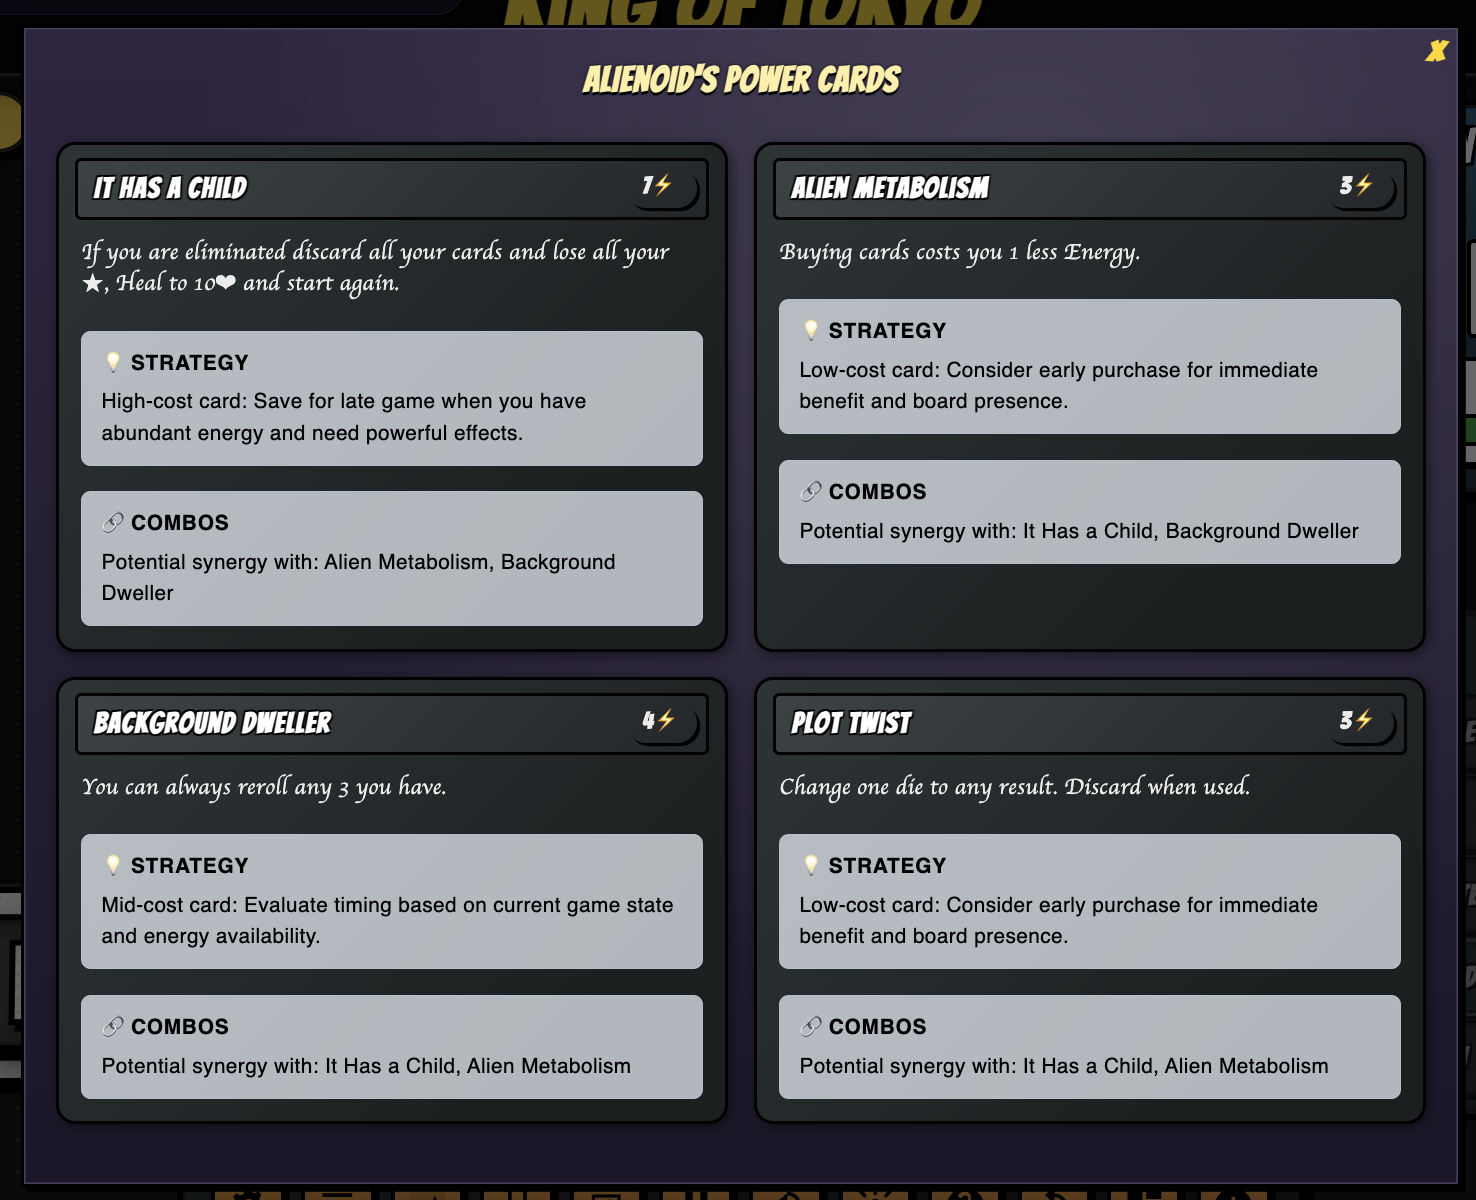 KING OF TOKYO
X
ALIENOID'S POWER CARDS
IT HAS A CHILD
7⚡
If you are eliminated discard all your cards and lose all your
★, Heal to 10❤ and start again.
💡 STRATEGY
High-cost card: Save for late game when you have
abundant energy and need powerful effects.
🔗 COMBOS
Potential synergy with: Alien Metabolism, Background
Dweller
ALIEN METABOLISM
3⚡
Buying cards costs you 1 less Energy.
💡 STRATEGY
Low-cost card: Consider early purchase for immediate
benefit and board presence.
🔗 COMBOS
Potential synergy with: It Has a Child, Background Dweller
BACKGROUND DWELLER
4⚡
You can always reroll any 3 you have.
💡 STRATEGY
Mid-cost card: Evaluate timing based on current game state
and energy availability.
🔗 COMBOS
Potential synergy with: It Has a Child, Alien Metabolism
PLOT TWIST
3⚡
Change one die to any result. Discard when used.
💡 STRATEGY
Low-cost card: Consider early purchase for immediate
benefit and board presence.
🔗 COMBOS
Potential synergy with: It Has a Child, Alien Metabolism